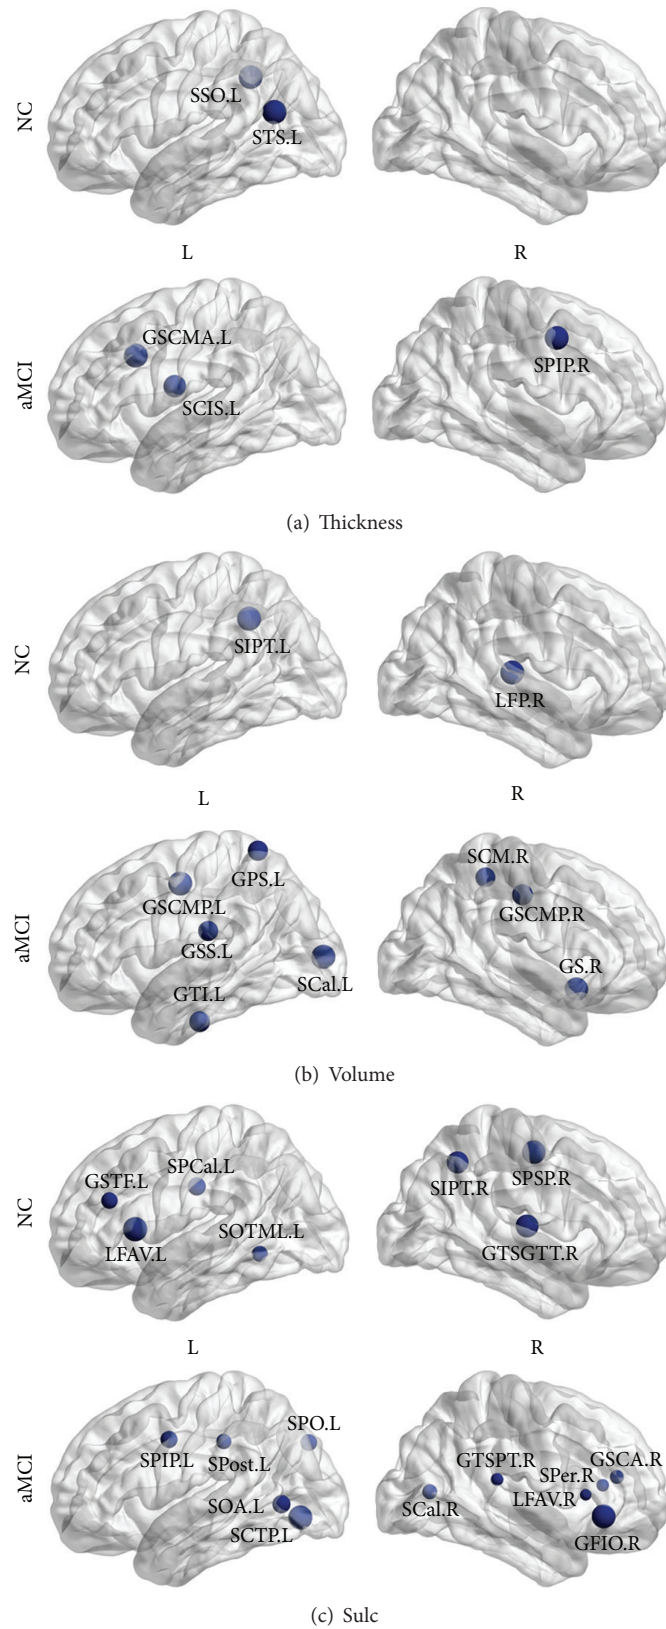 NC
SSO.L
STS.L
L
R
aMCI
GSCMA.L
SCIS.L
SPIP.R
(a) Thickness
NC
SIPT.L
LFP.R
L
R
aMCI
GPS.L
GSCMP.L
GSS.L
SCal.L
GTI.L
SCM.R
GSCMP.R
GS.R
(b) Volume
NC
SPCal.L
GSTF.L
SOTML.L
LFAV.L
SIPT.R
SPSP.R
GTSGTT.R
L
R
aMCI
SPO.L
SPIP.L
SPost.L
SOA.L
SCTP.L
GTSPT.R
GSCA.R
SPer.R
LFAV.R
SCal.R
GFIO.R
(c) Sulc